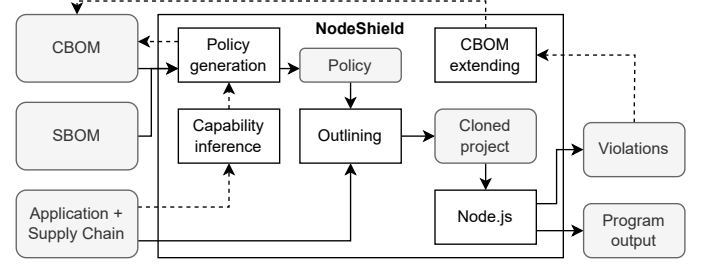 NodeShield
CBOM
Policy
generation
Policy
CBOM
extending
SBOM
Capability
inference
Outlining
Cloned
project
Violations
Application +
Supply Chain
Node.js
Program
output